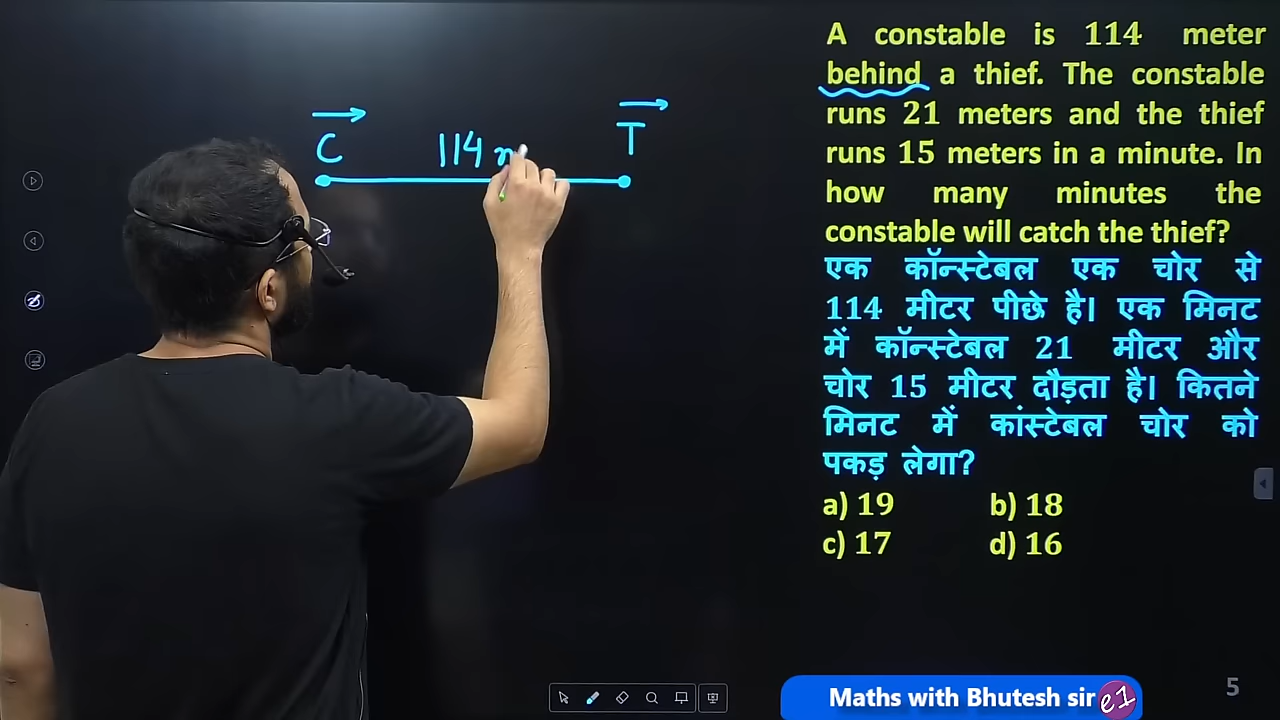 C
114 m
T
A constable is 114 meter
behind a thief. The constable
runs 21 meters and the thief
runs 15 meters in a minute. In
how many minutes the
constable will catch the thief?
एक कॉन्स्टेबल एक चोर से
114 मीटर पीछे है। एक मिनट
में कॉन्स्टेबल 21 मीटर और
चोर 15 मीटर दौड़ता है। कितने
मिनट में कांस्टेबल चोर को
पकड़ लेगा?
a) 19 b) 18
c) 17 d) 16
Maths with Bhutesh sir e1
5